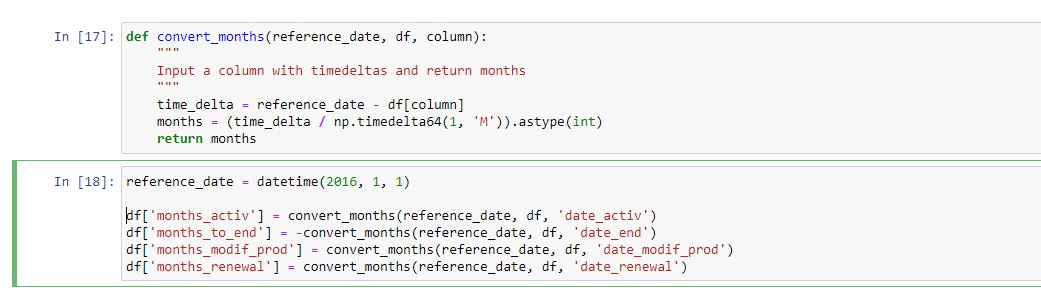 In [17]: def convert_months(reference_date, df, column):
"""
Input a column with timedeltas and return months
"""
time_delta = reference_date - df[column]
months = (time_delta / np.timedelta64(1, 'M')).astype(int)
return months
In [18]: reference_date = datetime(2016, 1, 1)
df['months_activ'] = convert_months(reference_date, df, 'date_activ')
df['months_to_end'] = -convert_months(reference_date, df, 'date_end')
df['months_modif_prod'] = convert_months(reference_date, df, 'date_modif_prod')
df['months_renewal'] = convert_months(reference_date, df, 'date_renewal')